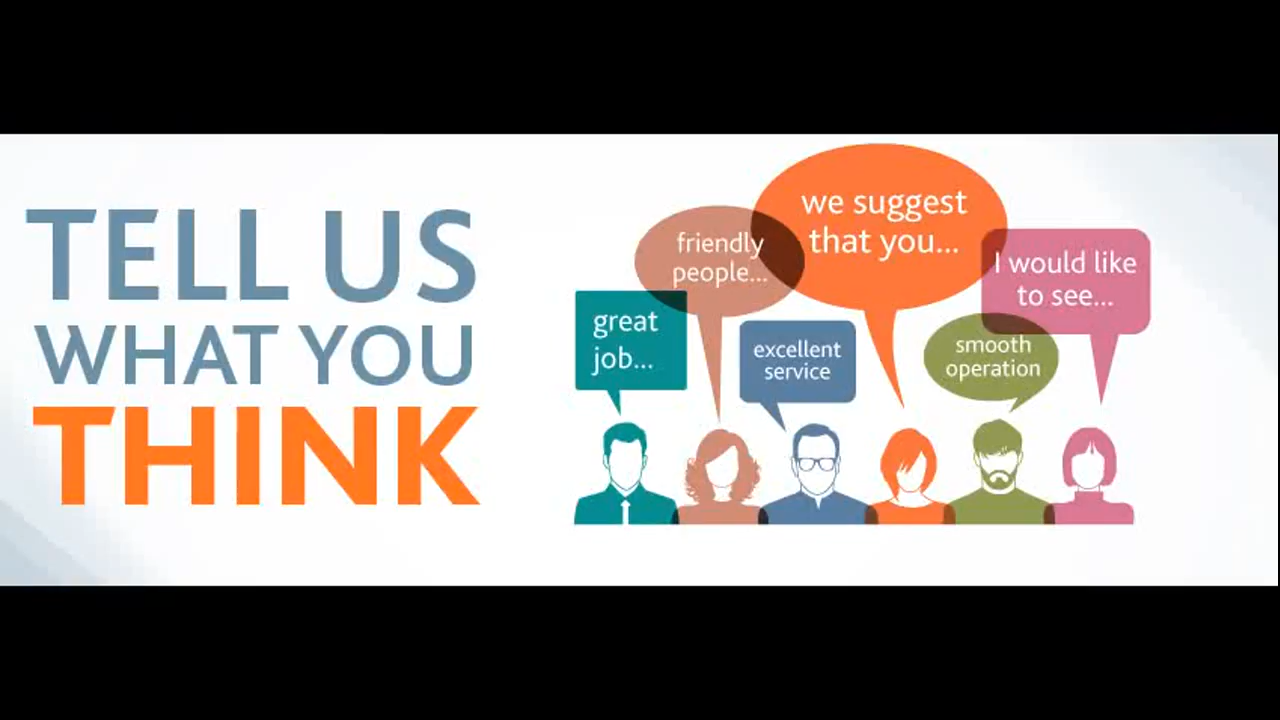 TELL US
WHAT YOU
THINK
great
job...
friendly
people...
excellent
service
we suggest
that you...
smooth
operation
I would like
to see...